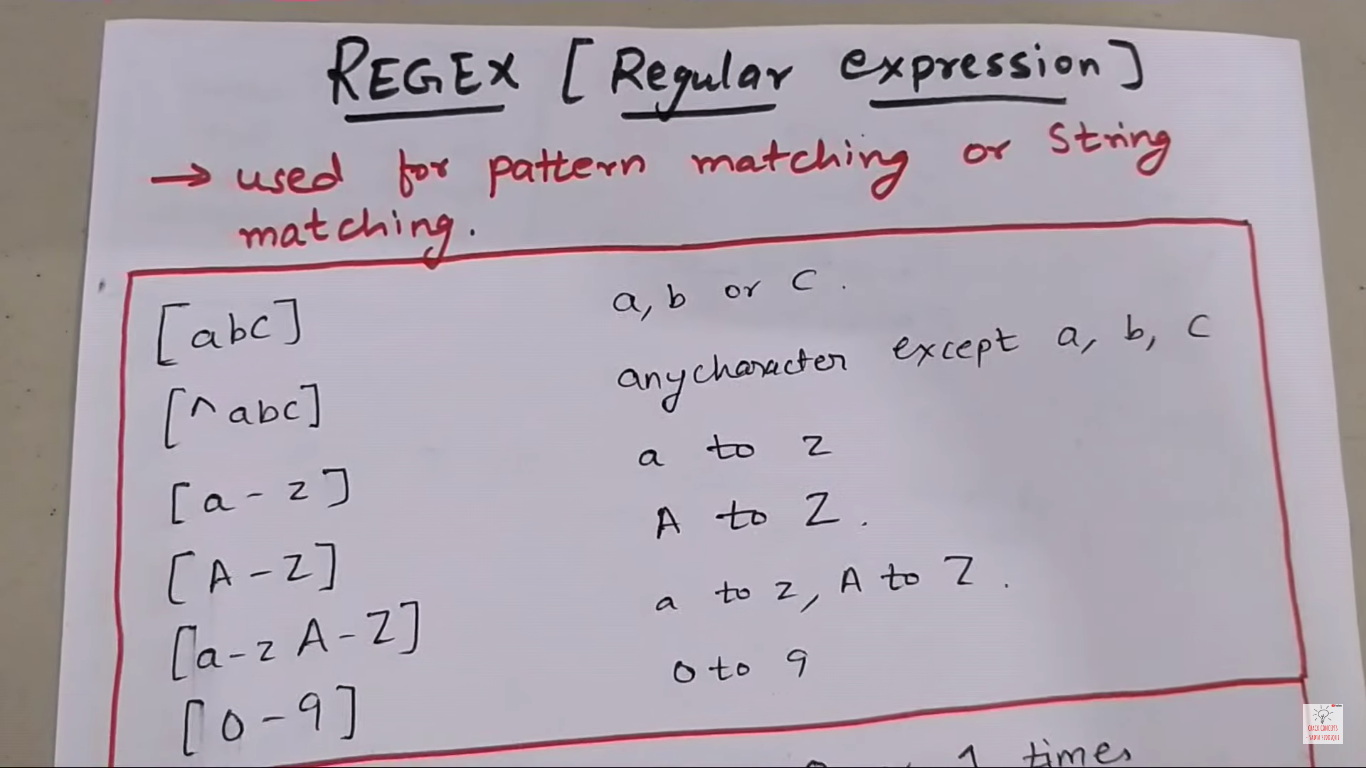 REGEX [Regular expression]
→ used for pattern matching or String
matching.
[abc] a, b or c.
[^abc] anycharacter except a, b, c
[a-z] a to z
[A-Z] A to Z.
[a-z A-Z] a to z, A to Z.
[0-9] 0 to 9
1 times